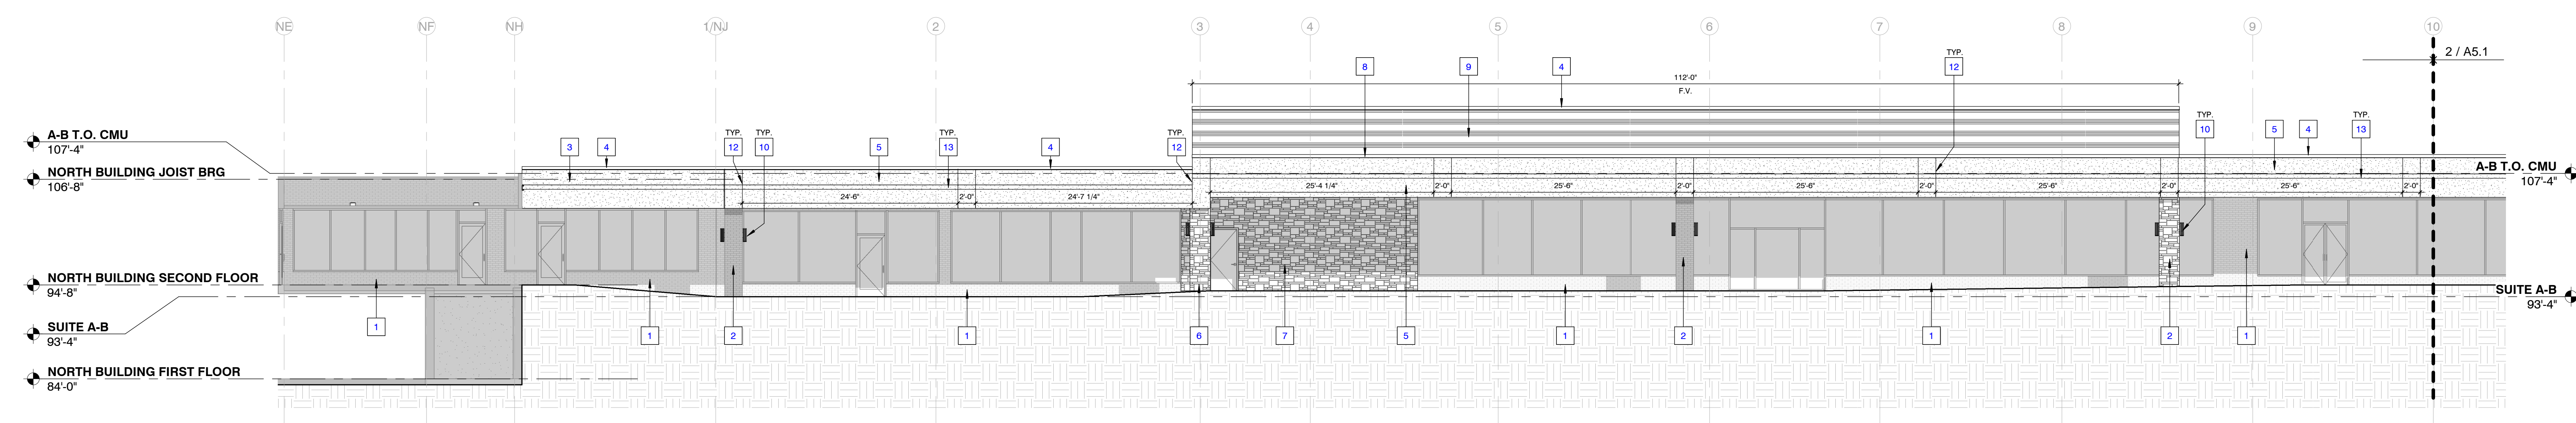 NE NF NH 1/NJ 2 3 4 5 6 7 8 9 10
2 / A5.1
8 9 4 TYP. 12
112'-0"
F.V.
A-B T.O. CMU
107'-4"
NORTH BUILDING JOIST BRG
106'-8"
3 4 TYP. 12 TYP. 10 5 TYP. 13 4 TYP. 12
TYP. 10 5 4 TYP. 13
A-B T.O. CMU
107'-4"
24'-6" 2'-0" 24'-7 1/4"
25'-4 1/4" 2'-0" 25'-6" 2'-0" 25'-6" 2'-0" 25'-6" 2'-0" 25'-6" 2'-0"
NORTH BUILDING SECOND FLOOR
94'-8"
SUITE A-B
93'-4"
SUITE A-B
93'-4"
1 1 2 1 6 7 5 1 2 1 2 1
NORTH BUILDING FIRST FLOOR
84'-0"